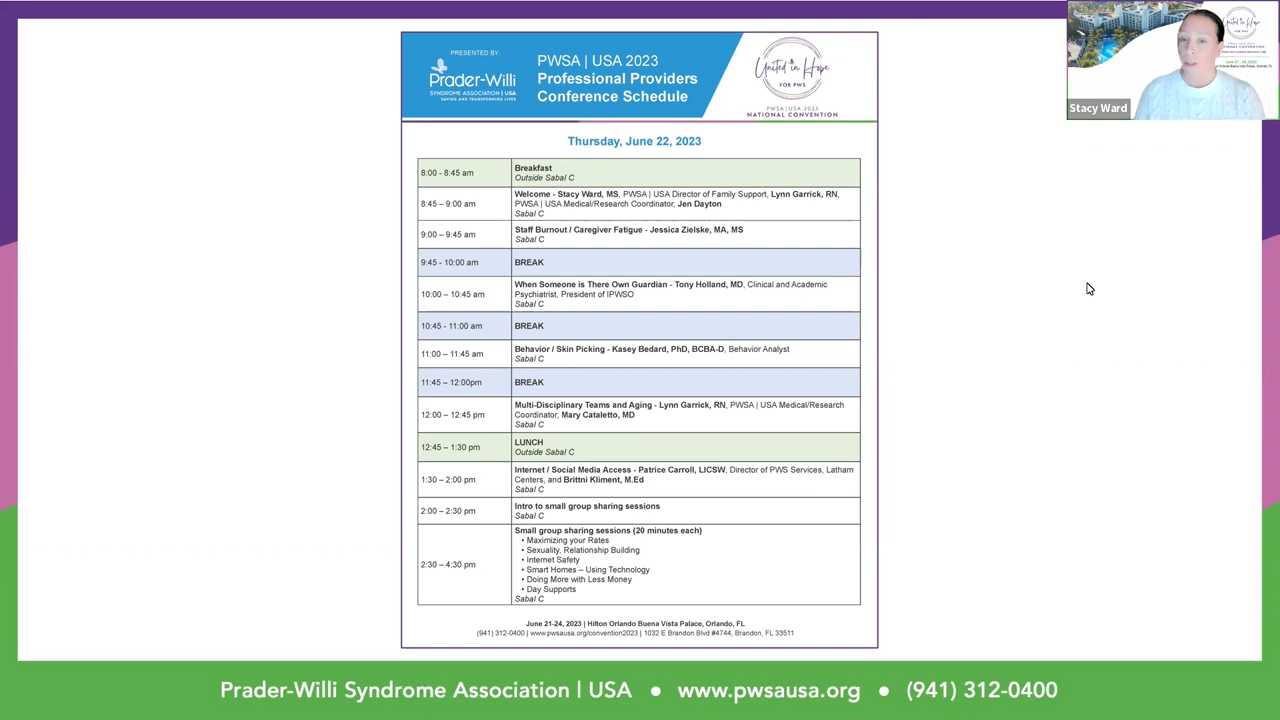 PRESENTED BY:
Prader-Willi
SYNDROME ASSOCIATION | USA
SAVING AND TRANSFORMING LIVES
PWSA | USA 2023
Professional Providers
Conference Schedule
United in Hope
FOR PWS
PWSA | USA 2023
NATIONAL CONVENTION
Stacy Ward
Thursday, June 22, 2023
8:00 - 8:45 am
Breakfast
Outside Sabal C
8:45 – 9:00 am
Welcome - Stacy Ward, MS, PWSA | USA Director of Family Support, Lynn Garrick, RN,
PWSA | USA Medical/Research Coordinator, Jen Dayton
Sabal C
9:00 – 9:45 am
Staff Burnout / Caregiver Fatigue - Jessica Zielske, MA, MS
Sabal C
9:45 - 10:00 am
BREAK
10:00 – 10:45 am
When Someone is There Own Guardian - Tony Holland, MD, Clinical and Academic
Psychiatrist, President of IPWSO
Sabal C
10:45 - 11:00 am
BREAK
11:00 – 11:45 am
Behavior / Skin Picking - Kasey Bedard, PhD, BCBA-D, Behavior Analyst
Sabal C
11:45 – 12:00pm
BREAK
12:00 – 12:45 pm
Multi-Disciplinary Teams and Aging - Lynn Garrick, RN, PWSA | USA Medical/Research
Coordinator, Mary Cataletto, MD
Sabal C
12:45 – 1:30 pm
LUNCH
Outside Sabal C
1:30 – 2:00 pm
Internet / Social Media Access - Patrice Carroll, LICSW, Director of PWS Services, Latham
Centers, and Brittni Kliment, M.Ed
Sabal C
2:00 – 2:30 pm
Intro to small group sharing sessions
Sabal C
2:30 – 4:30 pm
Small group sharing sessions (20 minutes each)
• Maximizing your Rates
• Sexuality, Relationship Building
• Internet Safety
• Smart Homes – Using Technology
• Doing More with Less Money
• Day Supports
Sabal C
June 21-24, 2023 | Hilton Orlando Buena Vista Palace, Orlando, FL
(941) 312-0400 | www.pwsausa.org/convention2023 | 1032 E Brandon Blvd #4744, Brandon, FL 33511
Prader-Willi Syndrome Association | USA • www.pwsausa.org • (941) 312-0400